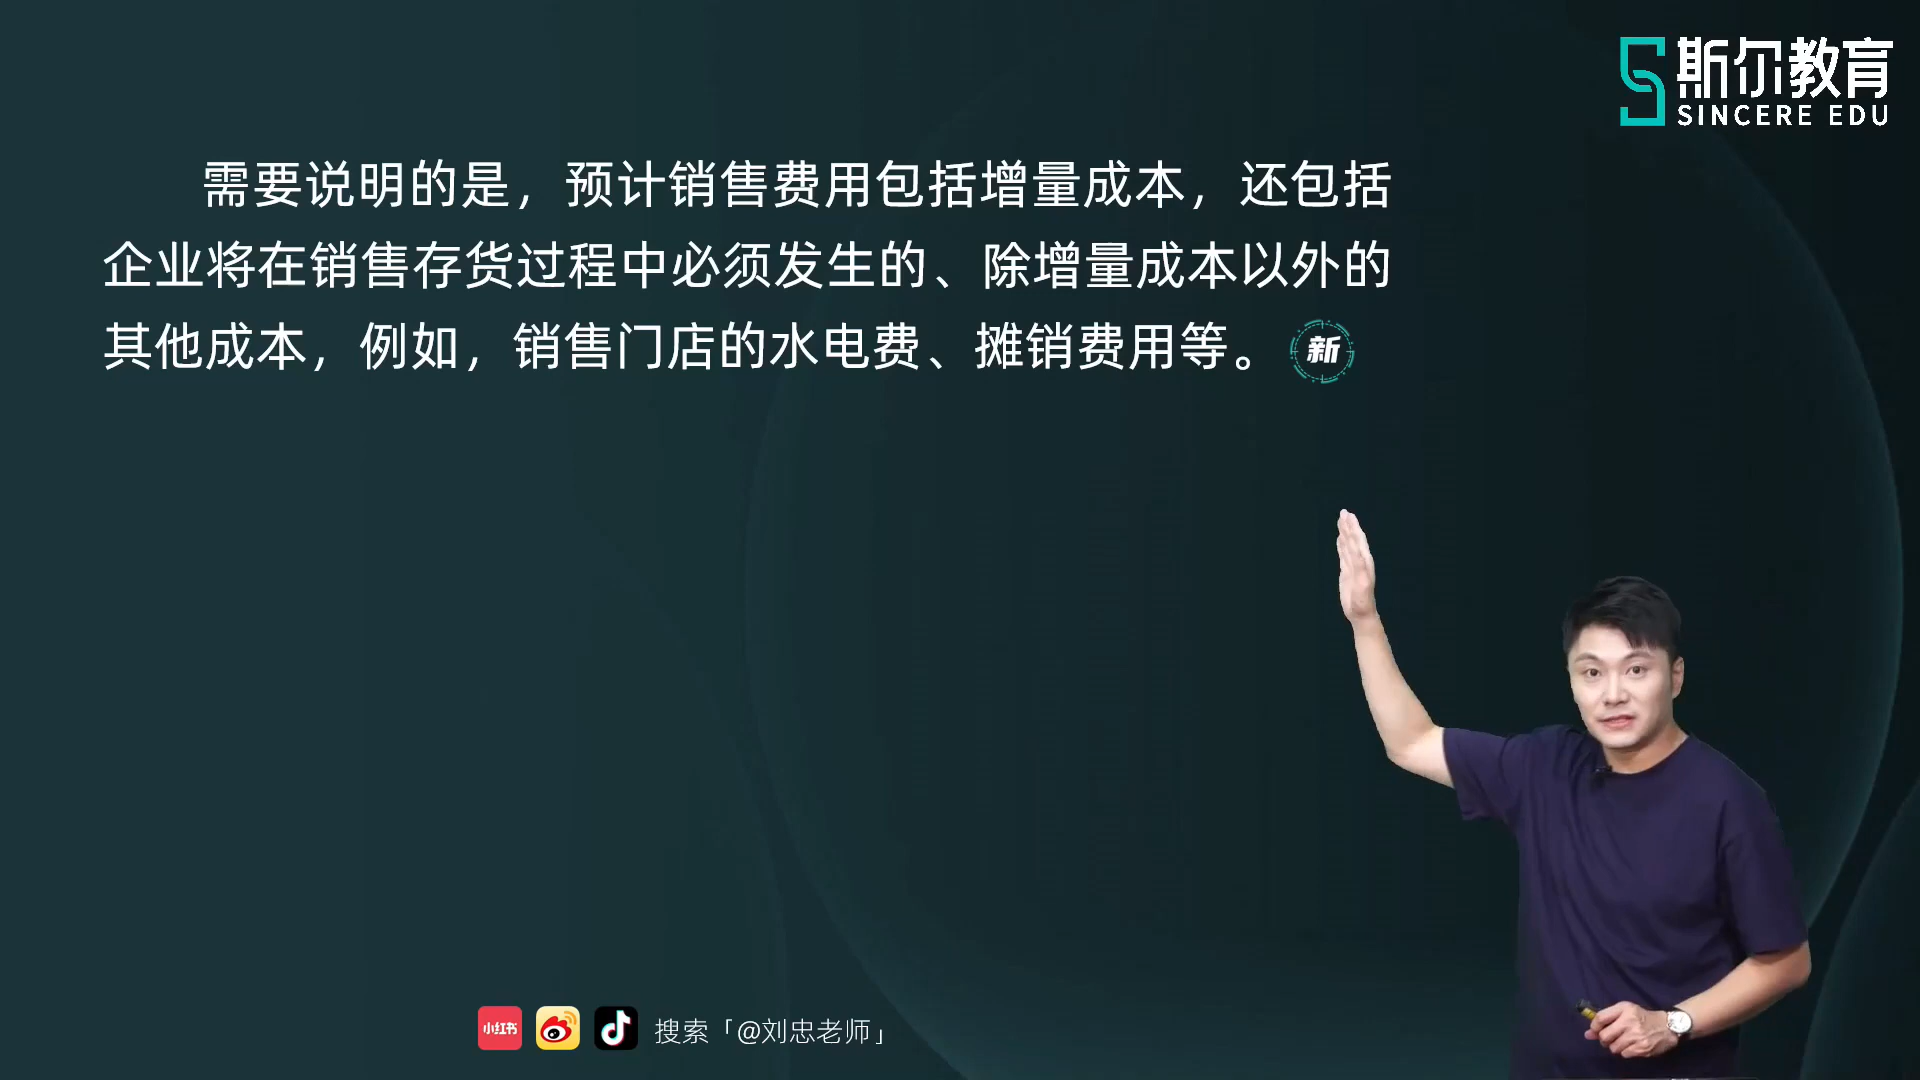 斯尔教育
SINCERE EDU
需要说明的是，预计销售费用包括增量成本，还包括
企业将在销售存货过程中必须发生的、除增量成本以外的
其他成本，例如，销售门店的水电费、摊销费用等。新
小红书
搜索「@刘忠老师」